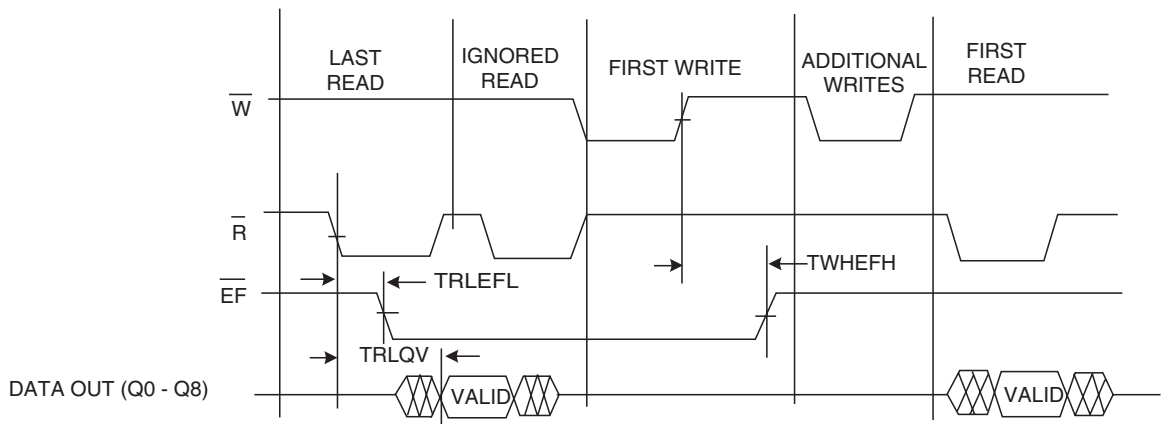 LAST READ
IGNORED READ
FIRST WRITE
ADDITIONAL WRITES
FIRST READ
W̅
R̅
E̅F̅
TRLEFL
TWHEFH
TRLQV
DATA OUT (Q0 - Q8)
VALID
VALID